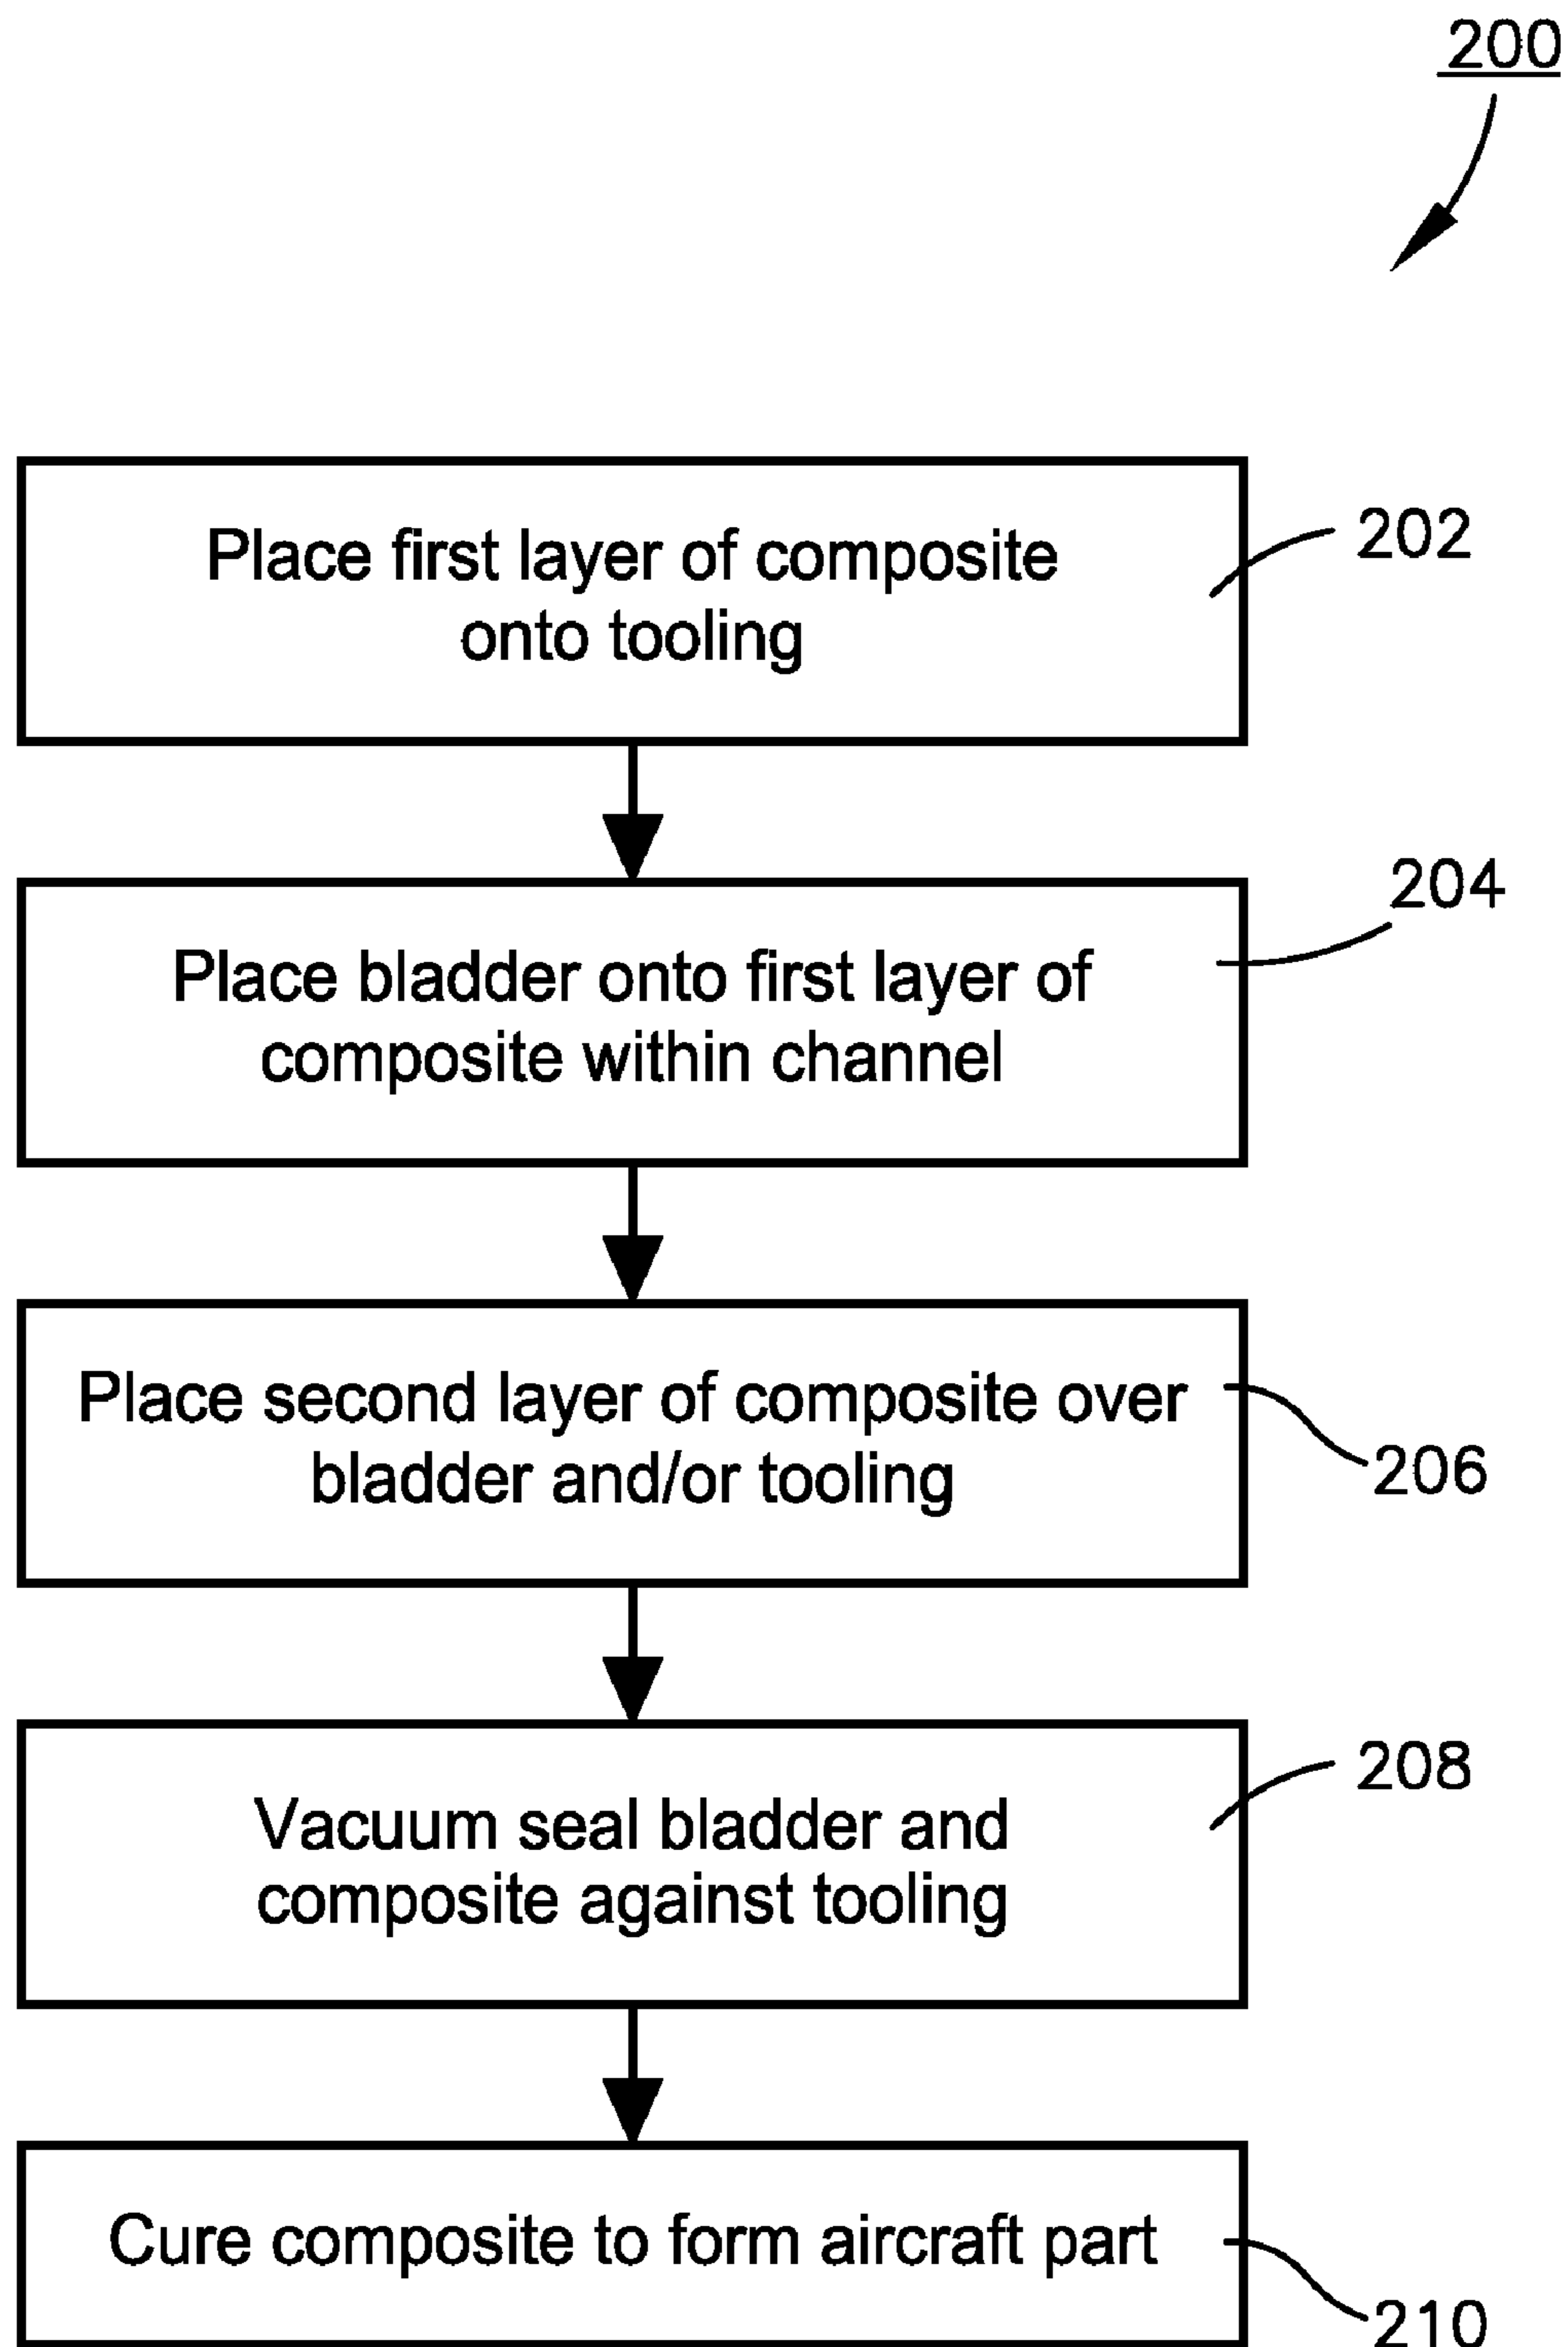 200
Place first layer of composite
onto tooling
202
Place bladder onto first layer of
composite within channel
204
Place second layer of composite over
bladder and/or tooling
206
Vacuum seal bladder and
composite against tooling
208
Cure composite to form aircraft part
210